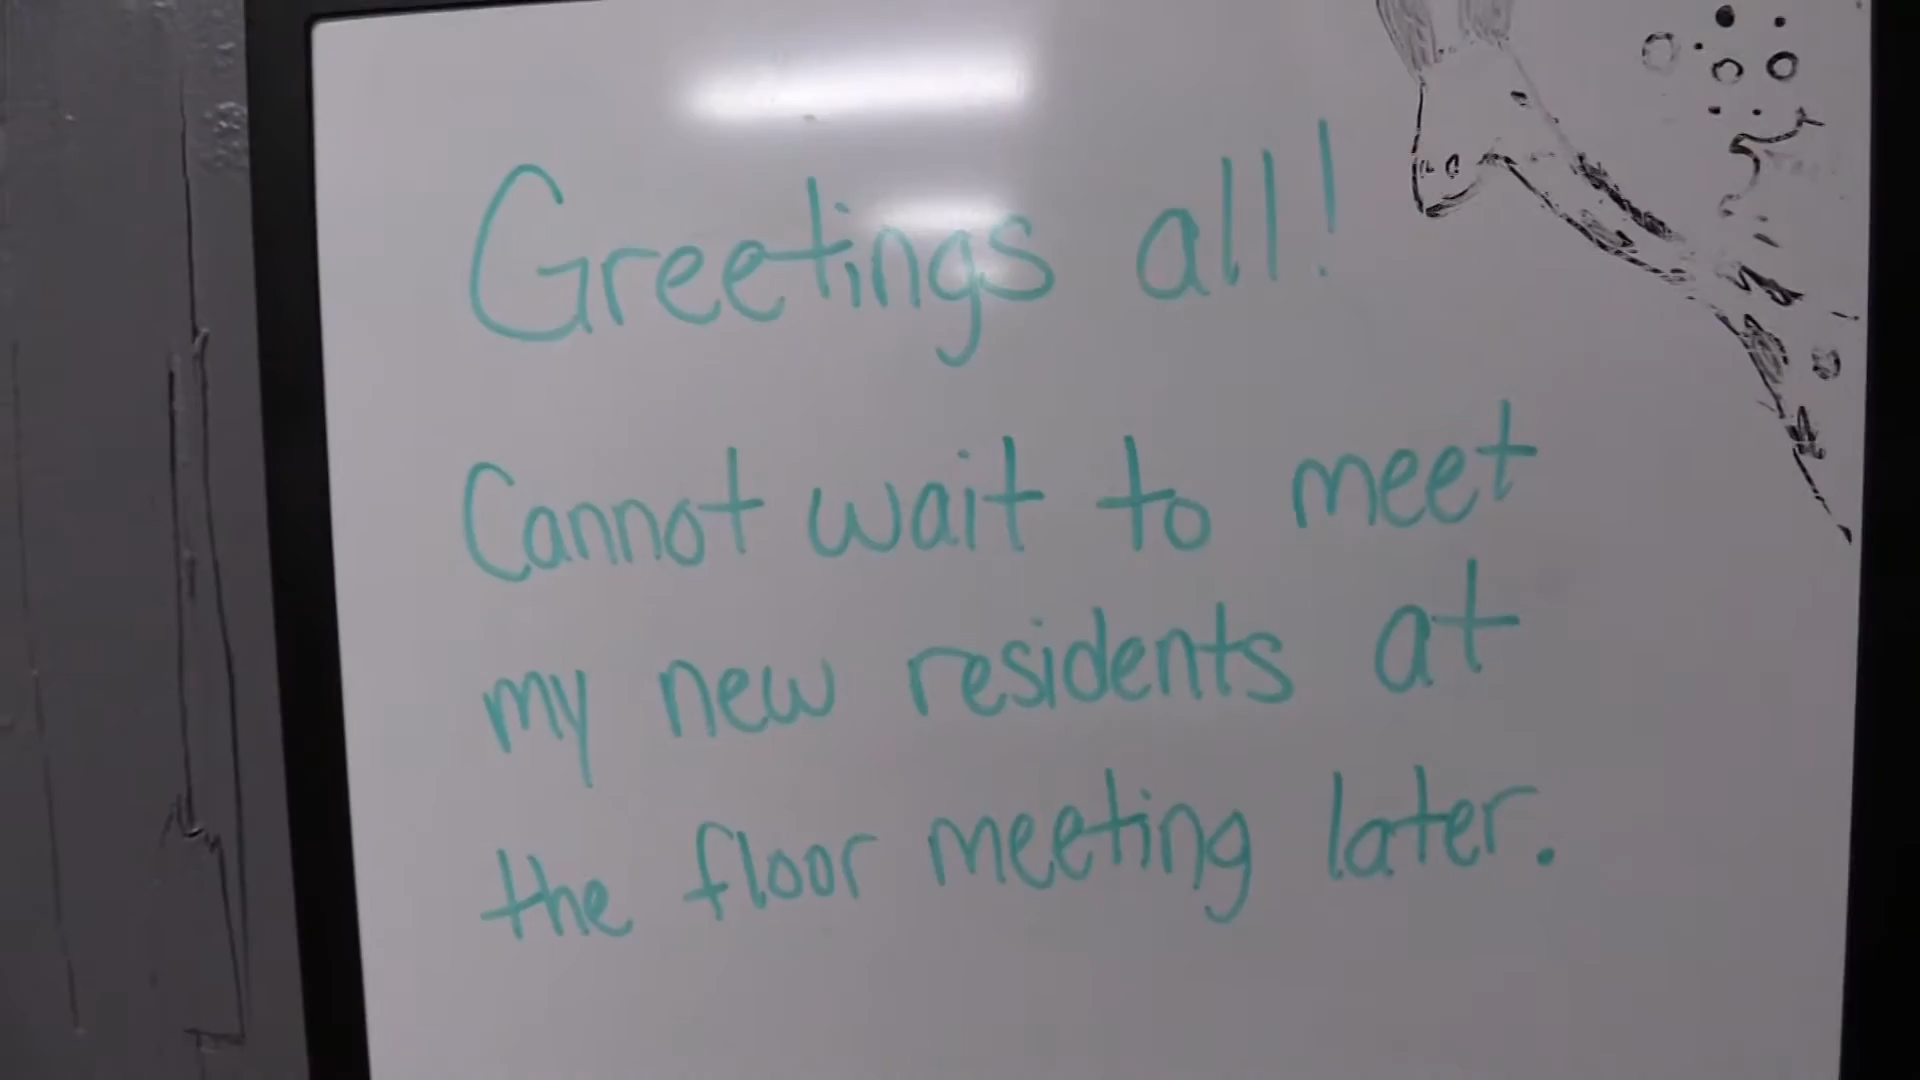 Greetings all!
Cannot wait to meet
my new residents at
the floor meeting later.